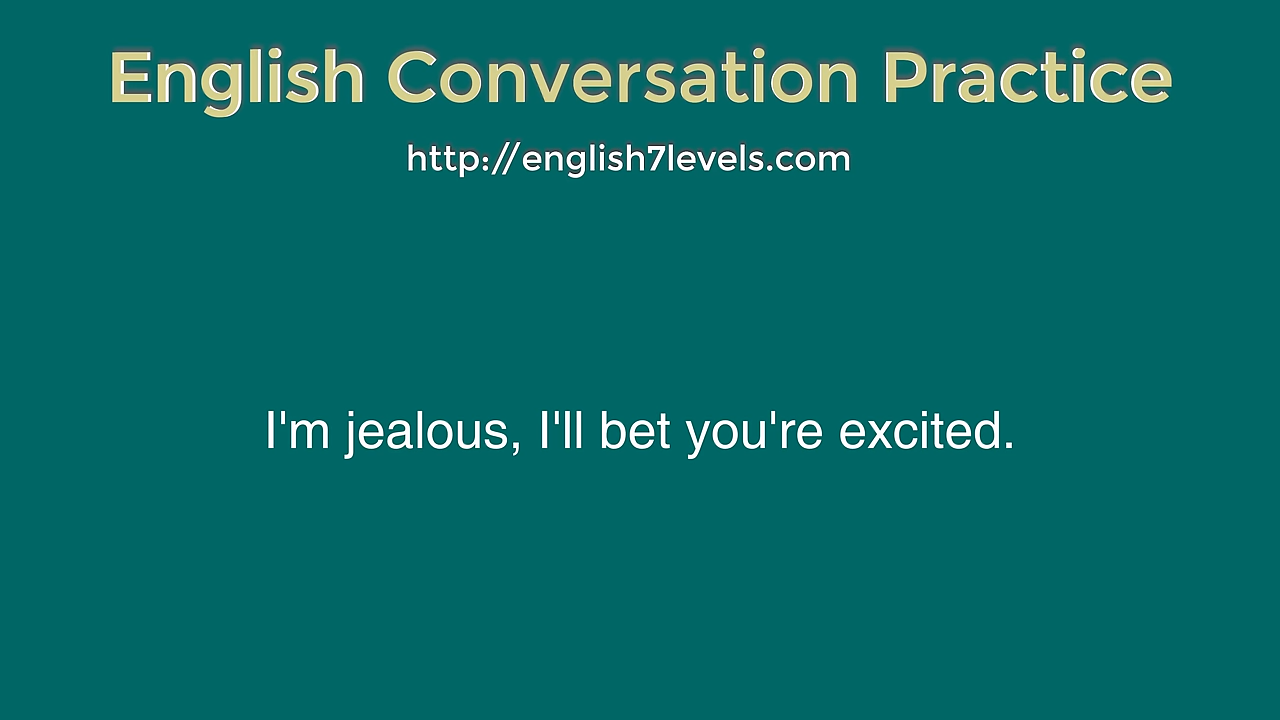 English Conversation Practice
http://english7levels.com
I'm jealous, I'll bet you're excited.